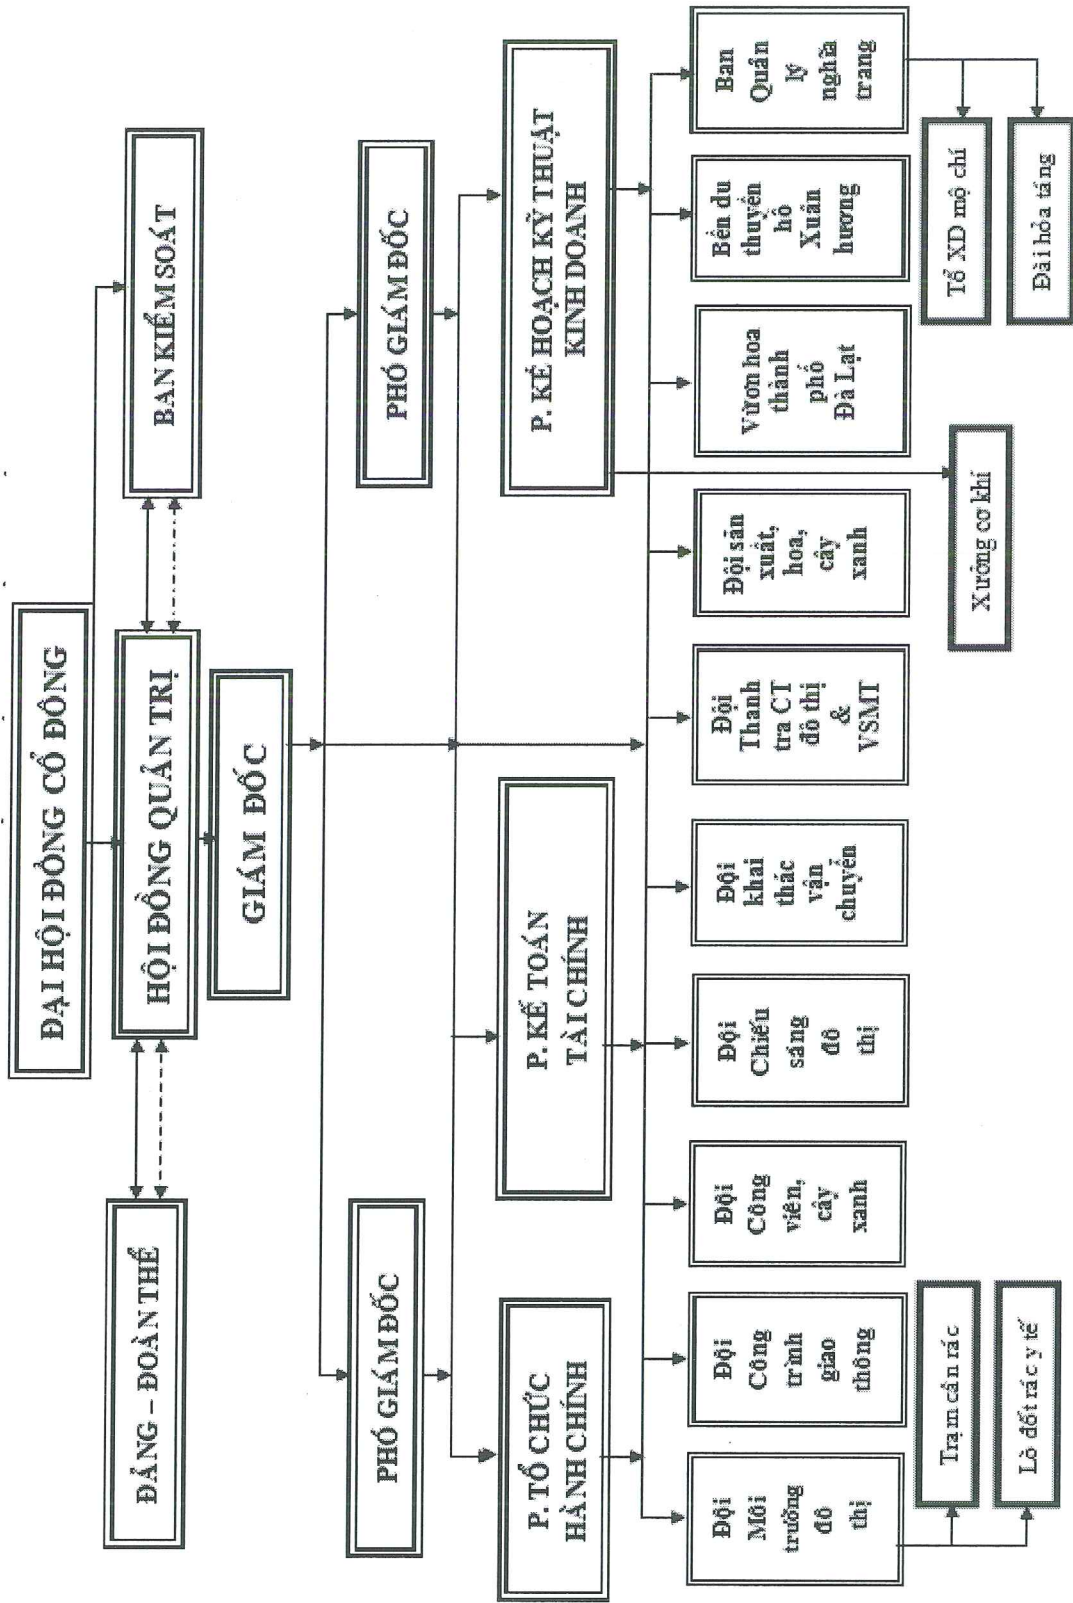 ĐẠI HỘI ĐỒNG CỔ ĐÔNG
ĐẢNG – ĐOÀN THỂ
HỘI ĐỒNG QUẢN TRỊ
BAN KIỂM SOÁT
GIÁM ĐỐC
PHÓ GIÁM ĐỐC
PHÓ GIÁM ĐỐC
P. TỔ CHỨC
HÀNH CHÍNH
P. KẾ TOÁN
TÀI CHÍNH
P. KẾ HOẠCH KỸ THUẬT
KINH DOANH
Đội
Môi
trường
đô
thị
Đội
Công
trình
giao
thông
Đội
Công
viên,
cây
xanh
Đội
Chiếu
sáng
đô
thị
Đội
khai
thác
vận
chuyển
Đội
Thanh
tra CT
đô thị
&
VSMT
Đội sản
xuất,
hoa,
cây
xanh
Vườn hoa
thành
phố
Đà Lạt
Bến du
thuyền
hồ
Xuân
hương
Ban
Quản
lý
nghĩa
trang
Trạm cân rác
Lò đốt rác y tế
Xưởng cơ khí
Tổ XD mộ chí
Đài hỏa táng